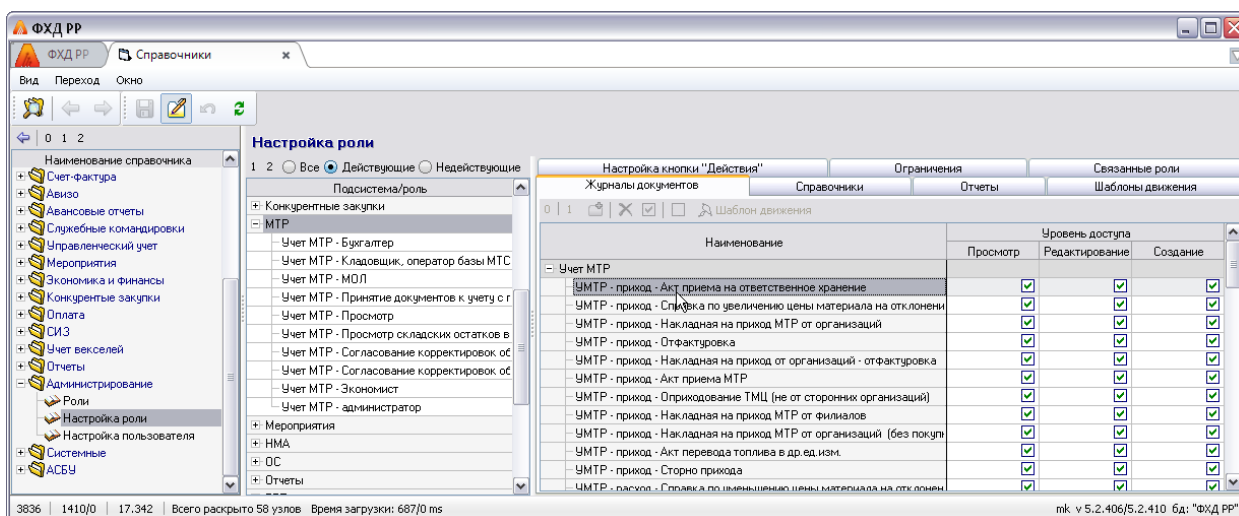 ФХД РР
ФХД РР Справочники
Вид Переход Окно
0 1 2
Наименование справочника
Счет-фактура
Авизо
Авансовые отчеты
Служебные командировки
Управленческий учет
Мероприятия
Экономика и финансы
Конкурентные закупки
Оплата
СИЗ
Учет векселей
Отчеты
Администрирование
Роли
Настройка роли
Настройка пользователя
Системные
АСБУ
Настройка роли
1 2 Все Действующие Недействующие
Подсистема/роль
Конкурентные закупки
МТР
Учет МТР - Бухгалтер
Учет МТР - Кладовщик, оператор базы МТС
Учет МТР - МОЛ
Учет МТР - Принятие документов к учету с г
Учет МТР - Просмотр
Учет МТР - Просмотр складских остатков в
Учет МТР - Согласование корректировок об
Учет МТР - Согласование корректировок об
Учет МТР - Экономист
Учет МТР - администратор
Мероприятия
НМА
ОС
Отчеты
Настройка кнопки "Действия" Ограничения Связанные роли
Журналы документов Справочники Отчеты Шаблоны движения
0 1 Шаблон движения
Наименование Уровень доступа
Просмотр Редактирование Создание
Учет МТР
УМТР - приход - Акт приема на ответственное хранение
УМТР - приход - Справка по увеличению цены материала на отклонени
УМТР - приход - Накладная на приход МТР от организаций
УМТР - приход - Отфактуровка
УМТР - приход - Накладная на приход от организаций - отфактуровка
УМТР - приход - Акт приема МТР
УМТР - приход - Оприходование ТМЦ (не от сторонних организаций)
УМТР - приход - Накладная на приход МТР от филиалов
УМТР - приход - Накладная на приход МТР от организаций (без покуп
УМТР - приход - Акт перевода топлива в др.ед.изм.
УМТР - приход - Сторно прихода
УМТР - расход - Справка по уменьшению цены материала на отклонен
3836 1410/0 17.342 Всего раскрыто 58 узлов Время загрузки: 687/0 ms mk v 5.2.406/5.2.410 бд: "ФХД РР"